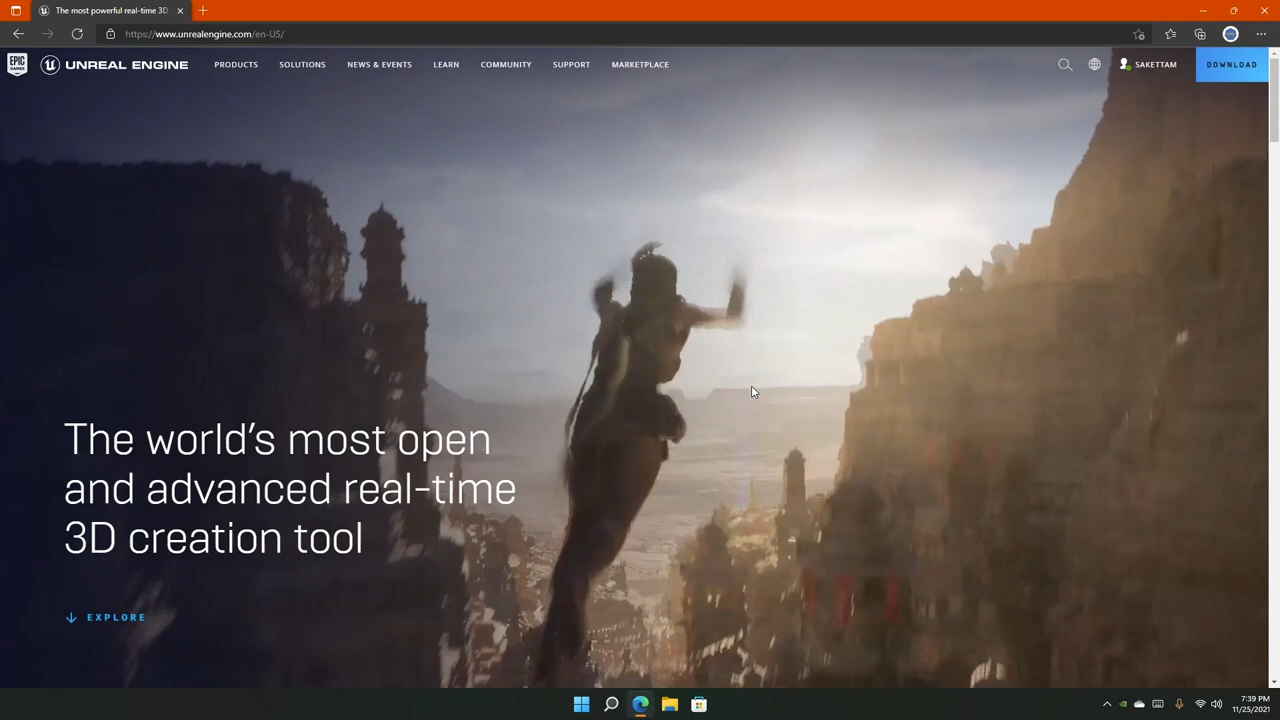 The most powerful real-time 3D
https://www.unrealengine.com/en-US/
EPIC GAMES
UNREAL ENGINE
PRODUCTS
SOLUTIONS
NEWS & EVENTS
LEARN
COMMUNITY
SUPPORT
MARKETPLACE
SAKETTAM
DOWNLOAD
The world's most open
and advanced real-time
3D creation tool
EXPLORE
7:39 PM
11/25/2021